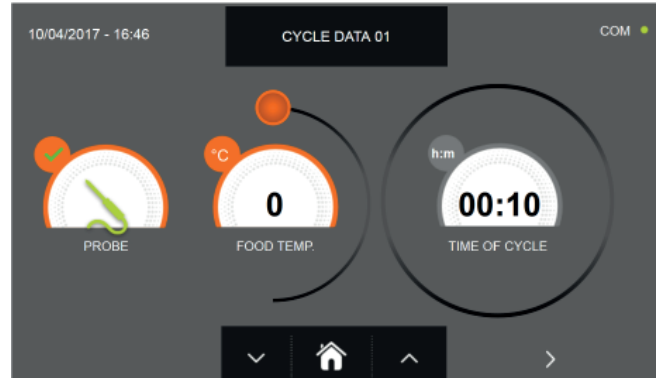 10/04/2017 - 16:46
CYCLE DATA 01
COM
°C
h:m
0
00:10
PROBE
FOOD TEMP.
TIME OF CYCLE